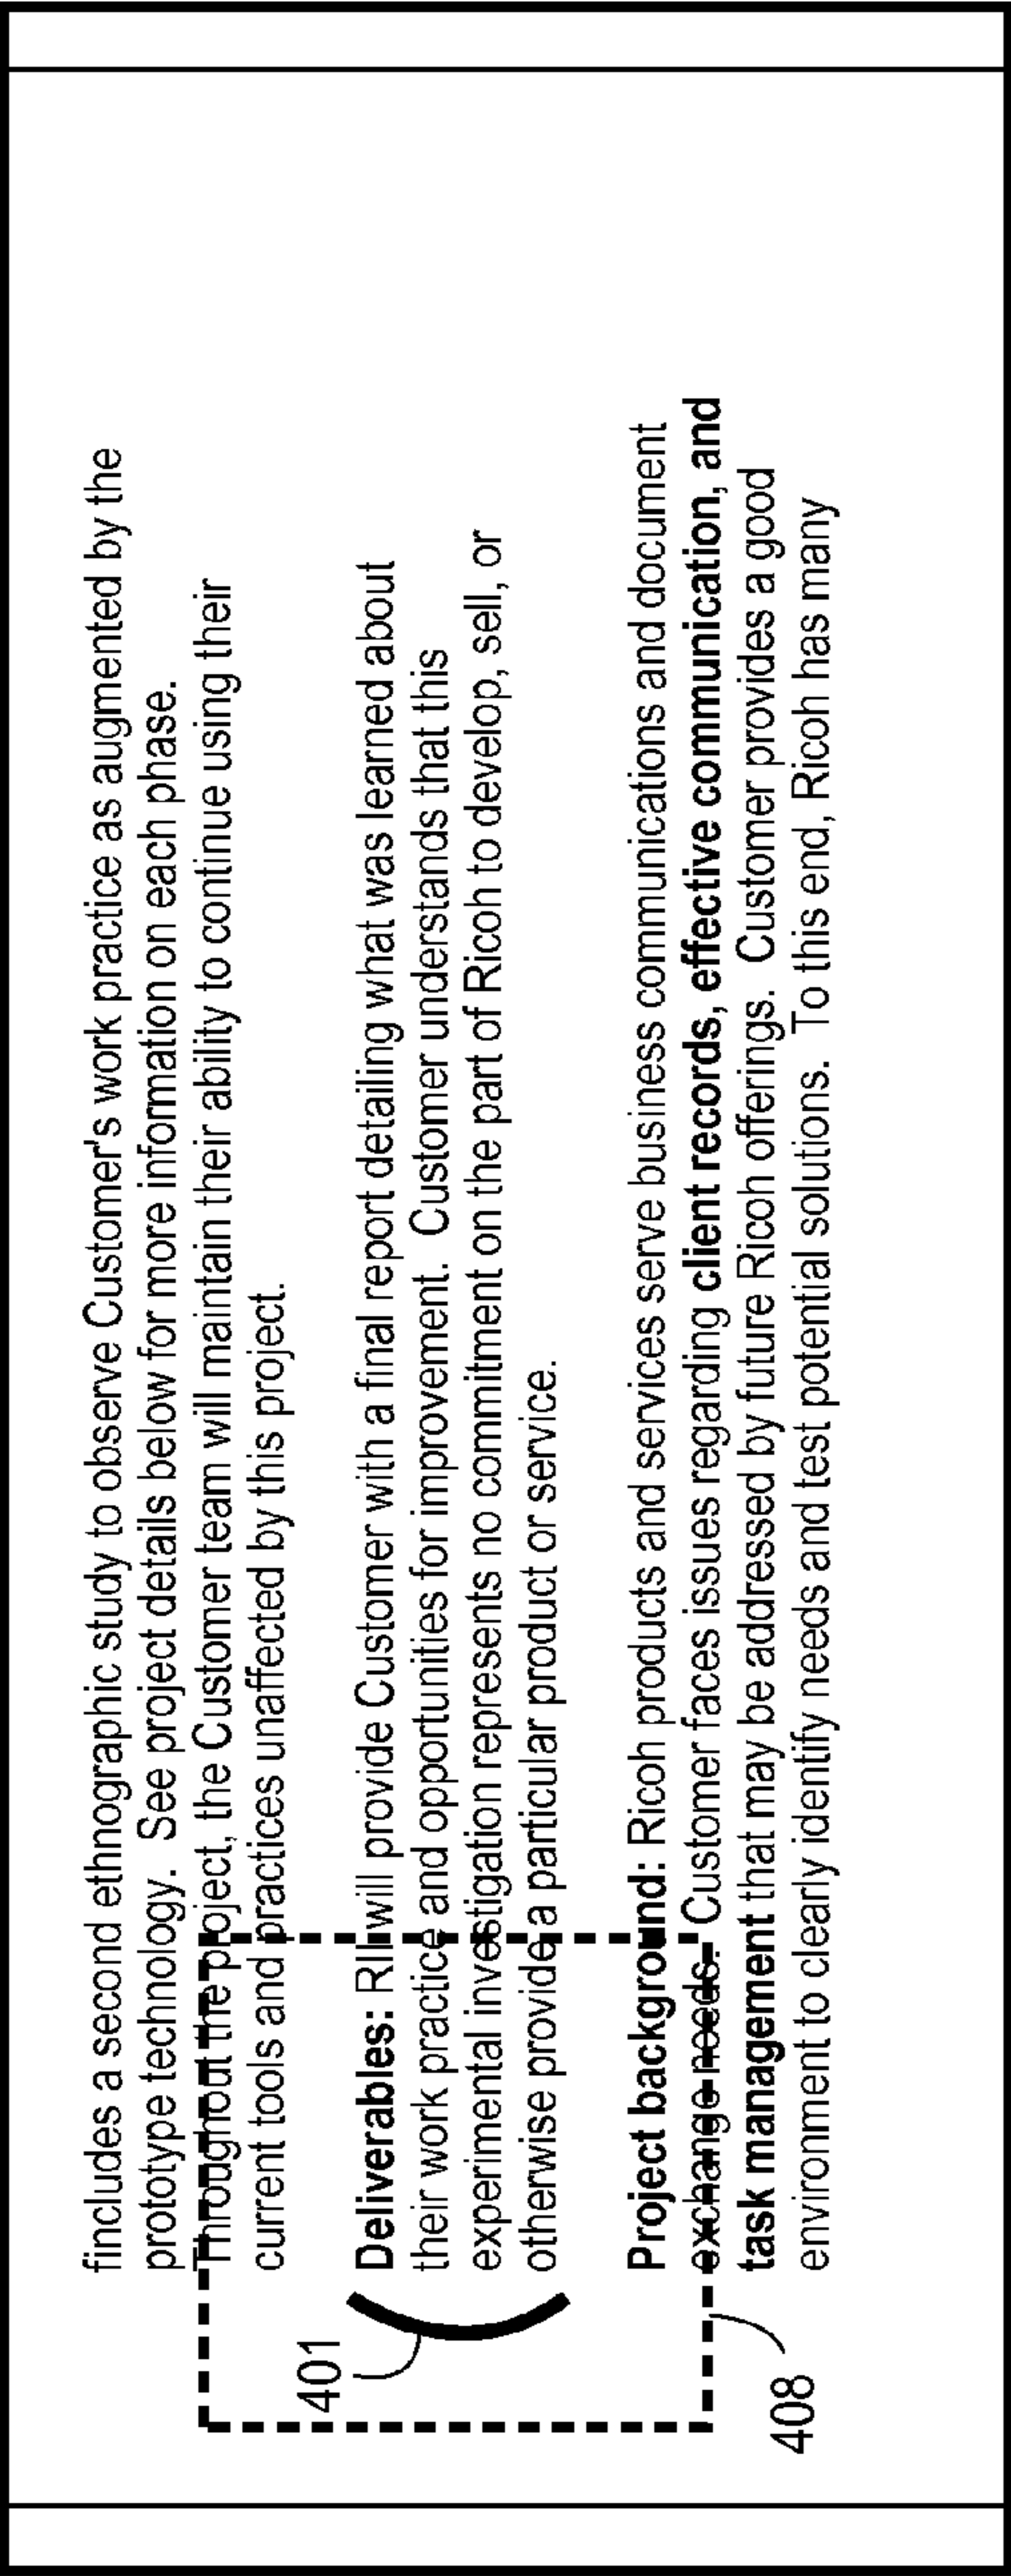 fincludes a second ethnographic study to observe Customer's work practice as augmented by the
prototype technology. See project details below for more information on each phase.
Throughout the project, the Customer team will maintain their ability to continue using their
current tools and practices unaffected by this project.
401
Deliverables: RII will provide Customer with a final report detailing what was learned about
their work practice and opportunities for improvement. Customer understands that this
experimental investigation represents no commitment on the part of Ricoh to develop, sell, or
otherwise provide a particular product or service.
Project background: Ricoh products and services serve business communications and document
exchange needs. Customer faces issues regarding client records, effective communication, and
task management that may be addressed by future Ricoh offerings. Customer provides a good
environment to clearly identify needs and test potential solutions. To this end, Ricoh has many
408